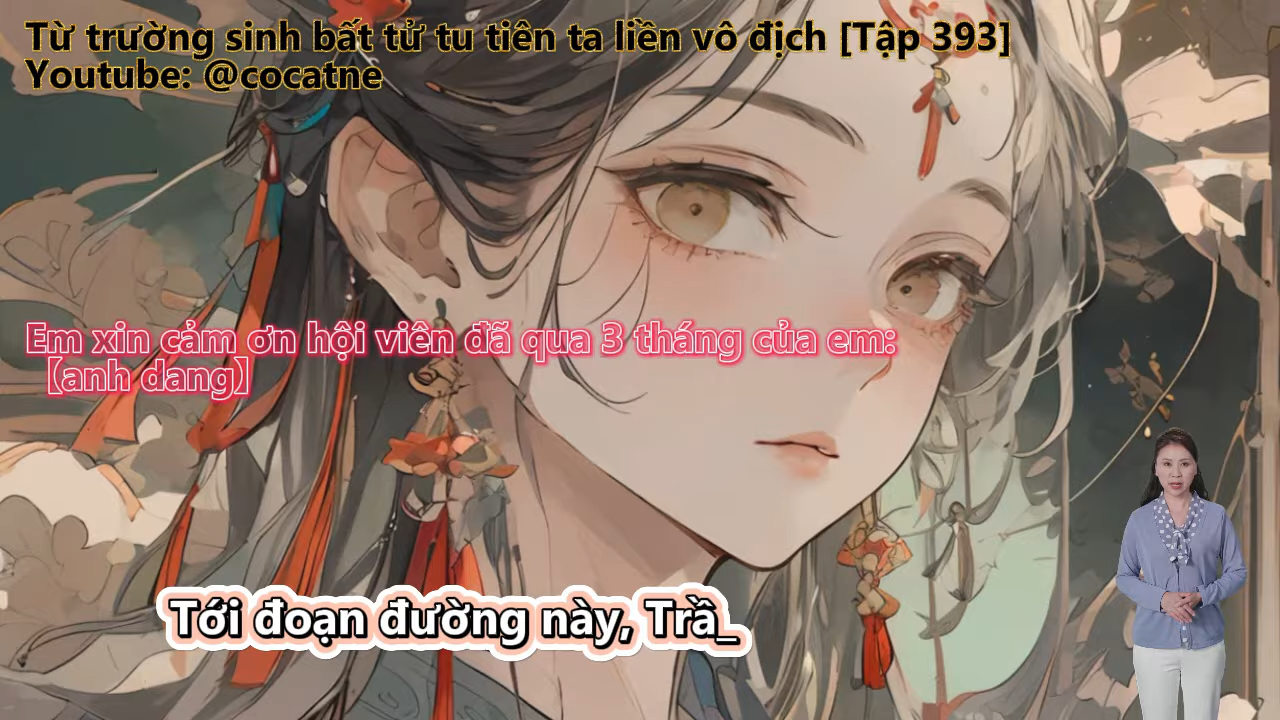 Từ trường sinh bất tử tu tiên ta liền vô địch [Tập 393]
Youtube: @cocatne
Em xin cảm ơn hội viên đã qua 3 tháng của em:
【anh dang】
Tới đoạn đường này, Trầ_